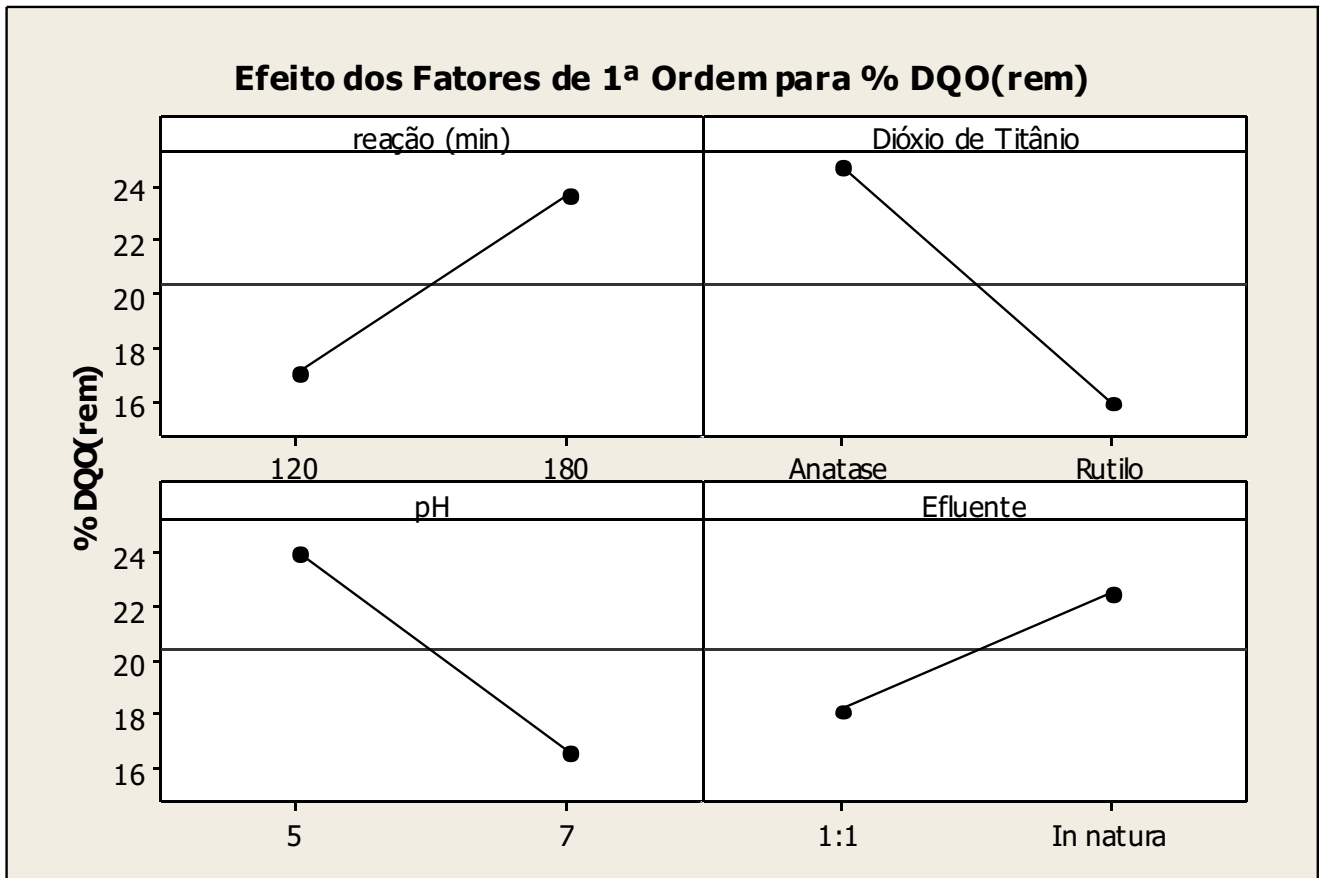 Efeito dos Fatores de 1ª Ordem para % DQO(rem)
reação (min)
Dióxio de Titânio
24
22
20
18
16
120
180
Anatase
Rutilo
%DQO(rem)
pH
Efluente
24
22
20
18
16
5
7
1:1
In natura